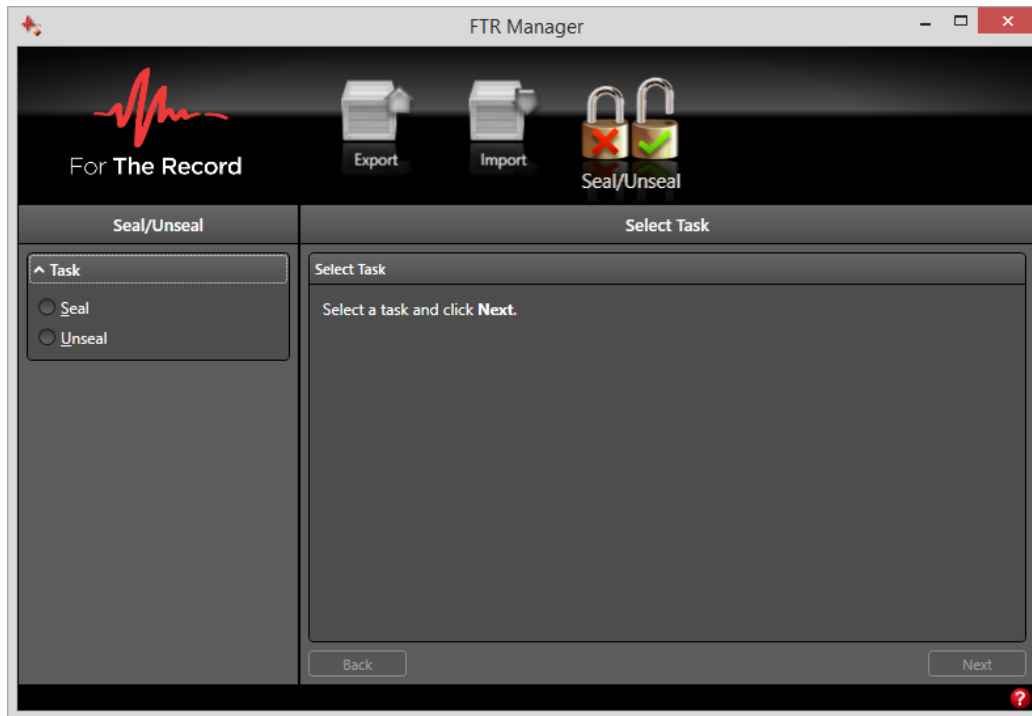 FTR Manager
For The Record
Export
Import
Seal/Unseal
Seal/Unseal
Select Task
Task
Seal
Unseal
Select Task
Select a task and click Next.
Back
Next
?